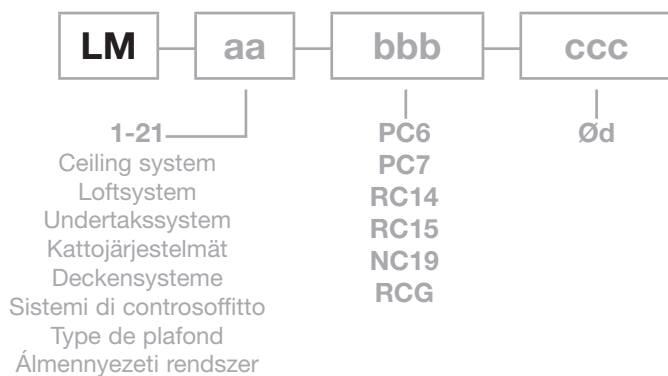 LM aa bbb ccc
1-21 PC6 Ød
Ceiling system PC7
Loftsystem RC14
Undertakssystem RC15
Kattojärjestelmät NC19
Deckensysteme RCG
Sistemi di controsoffitto
Type de plafond
Álmennyezeti rendszer